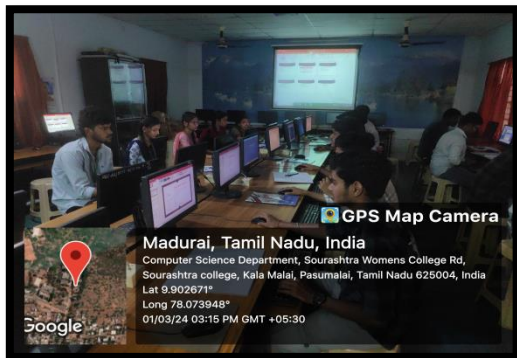 GPS Map Camera
Madurai, Tamil Nadu, India
Computer Science Department, Sourashtra Womens College Rd,
Sourashtra college, Kala Malai, Pasumalai, Tamil Nadu 625004, India
Lat 9.902671°
Long 78.073948°
01/03/24 03:15 PM GMT +05:30
Google